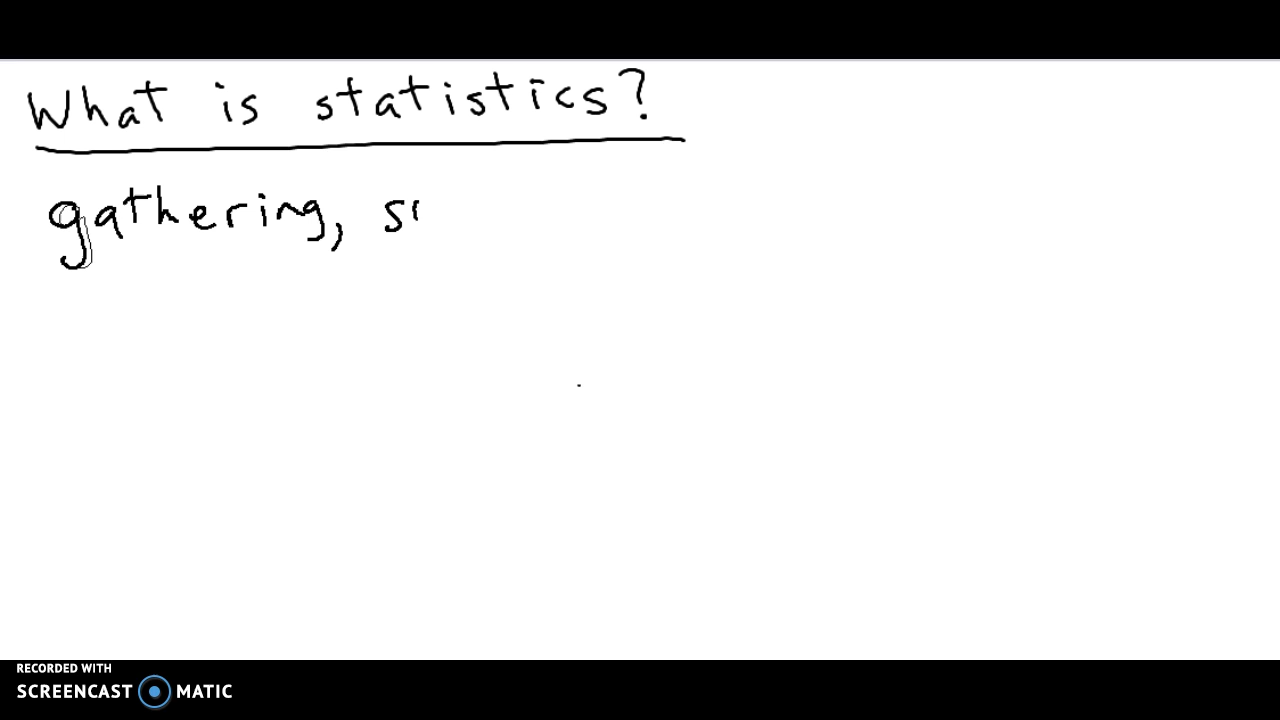 What is statistics?
gathering, s
RECORDED WITH
SCREENCAST MATIC